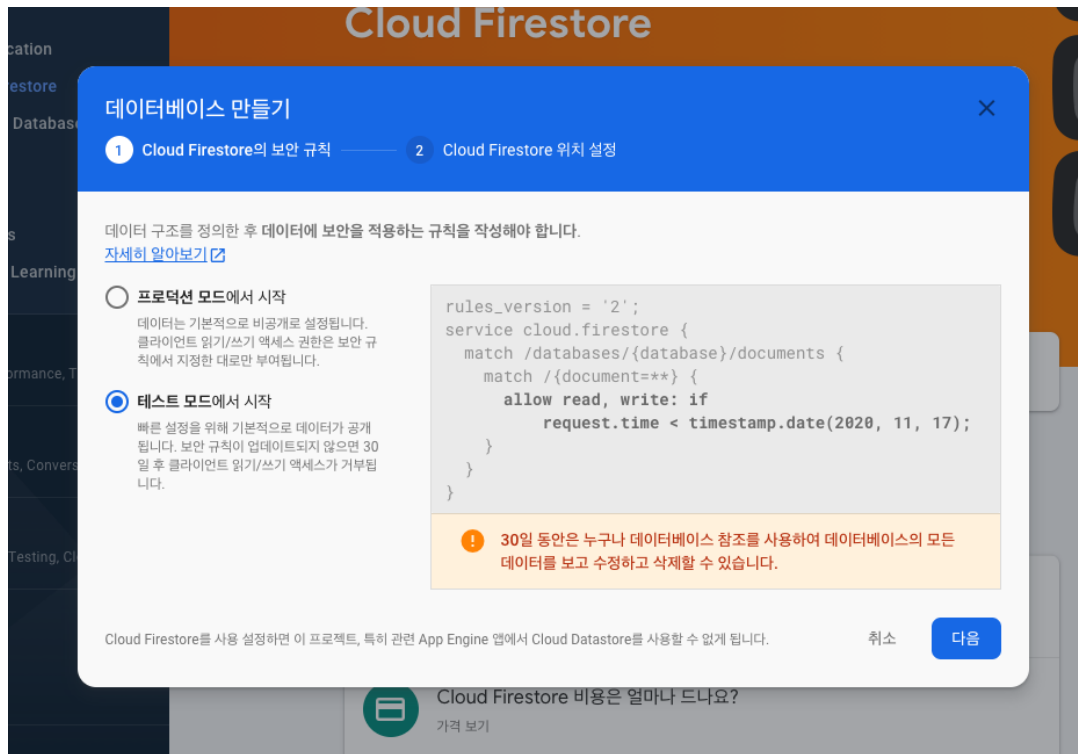 Cloud Firestore
cation
estore
Databas
s
Learning
ormance, T
ts, Convers
Testing, Cl
데이터베이스 만들기
1 Cloud Firestore의 보안 규칙 2 Cloud Firestore 위치 설정
데이터 구조를 정의한 후 데이터에 보안을 적용하는 규칙을 작성해야 합니다.
자세히 알아보기
프로덕션 모드에서 시작
데이터는 기본적으로 비공개로 설정됩니다.
클라이언트 읽기/쓰기 액세스 권한은 보안 규
칙에서 지정한 대로만 부여됩니다.
테스트 모드에서 시작
빠른 설정을 위해 기본적으로 데이터가 공개
됩니다. 보안 규칙이 업데이트되지 않으면 30
일 후 클라이언트 읽기/쓰기 액세스가 거부됩
니다.
rules_version = '2';
service cloud.firestore {
match /databases/{database}/documents {
match /{document=**} {
allow read, write: if
request.time < timestamp.date(2020, 11, 17);
}
}
}
30일 동안은 누구나 데이터베이스 참조를 사용하여 데이터베이스의 모든
데이터를 보고 수정하고 삭제할 수 있습니다.
Cloud Firestore를 사용 설정하면 이 프로젝트, 특히 관련 App Engine 앱에서 Cloud Datastore를 사용할 수 없게 됩니다.
취소
다음
Cloud Firestore 비용은 얼마나 드나요?
가격 보기